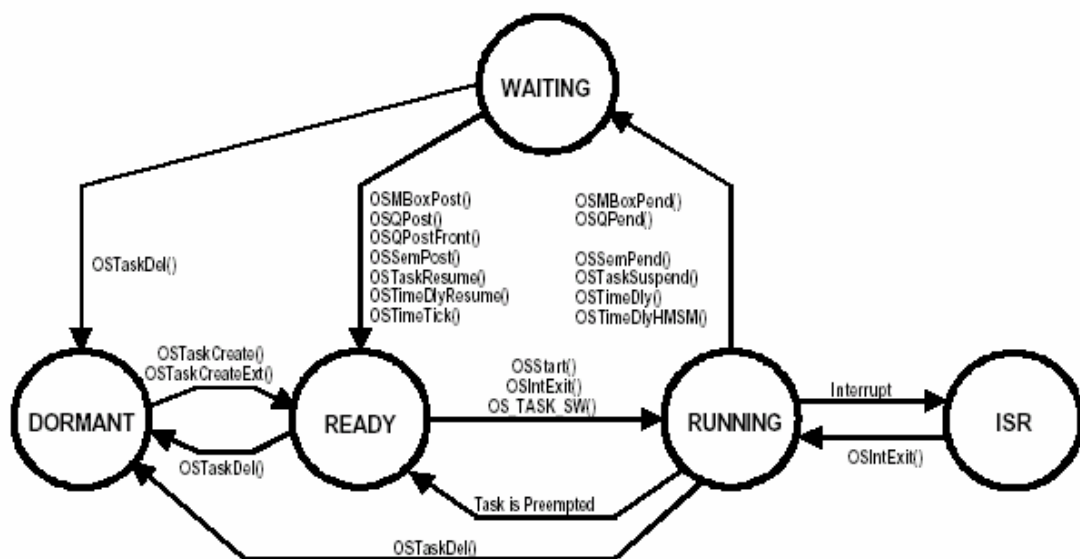 WAITING
OSMBoxPost()
OSQPost()
OSQPostFront()
OSSemPost()
OSTaskResume()
OSTimeDlyResume()
OSTimeTick()
OSMBoxPend()
OSQPend()
OSSemPend()
OSTaskSuspend()
OSTimeDly()
OSTimeDlyHMSM()
OSTaskDel()
OSTaskCreate()
OSTaskCreateExt()
OSStart()
OSIntExit()
OS_TASK_SW()
Interrupt
DORMANT
READY
RUNNING
ISR
OSTaskDel()
OSIntExit()
Task is Preempted
OSTaskDel()